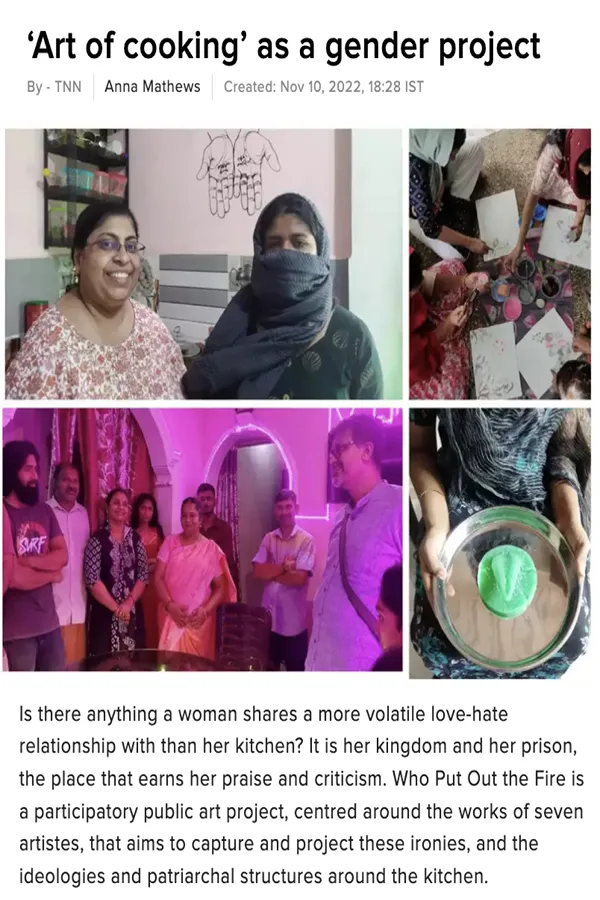 ‘Art of cooking’ as a gender project
By - TNN Anna Mathews Created: Nov 10, 2022, 18:28 IST
SURF
Is there anything a woman shares a more volatile love-hate
relationship with than her kitchen? It is her kingdom and her prison,
the place that earns her praise and criticism. Who Put Out the Fire is
a participatory public art project, centred around the works of seven
artistes, that aims to capture and project these ironies, and the
ideologies and patriarchal structures around the kitchen.